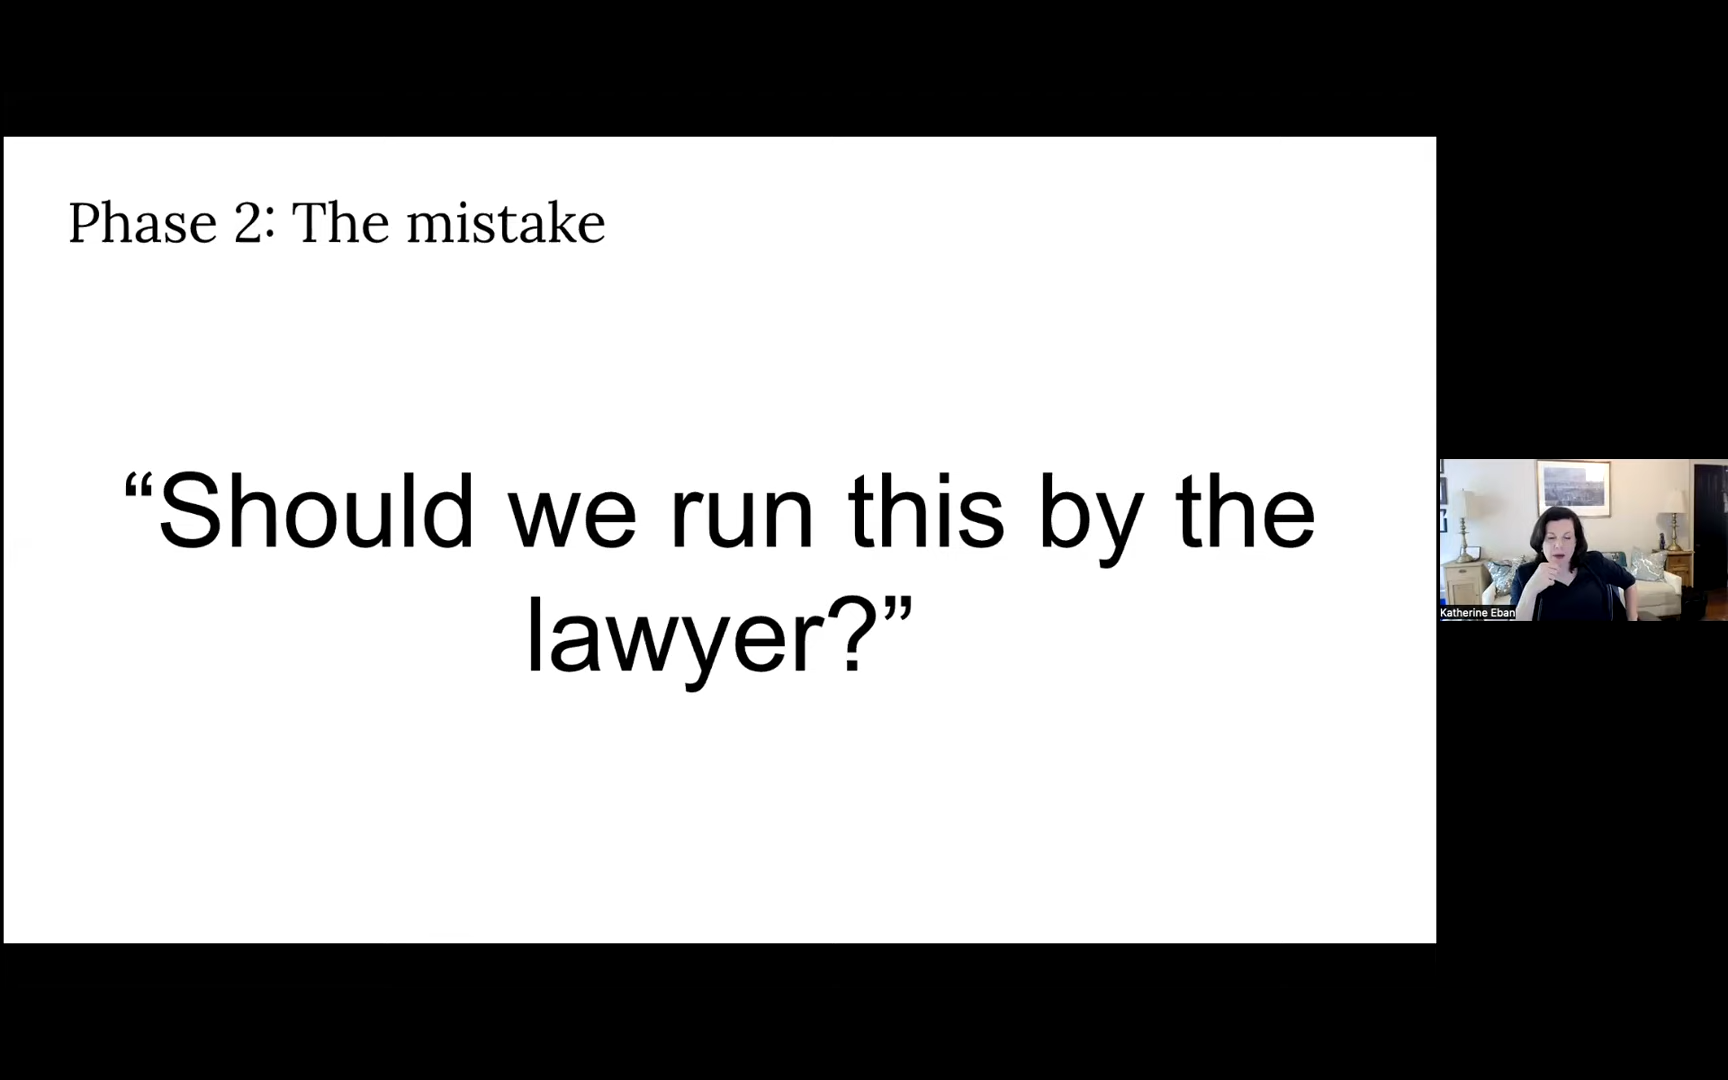 Phase 2: The mistake
“Should we run this by the
lawyer?”
Katherine Eban